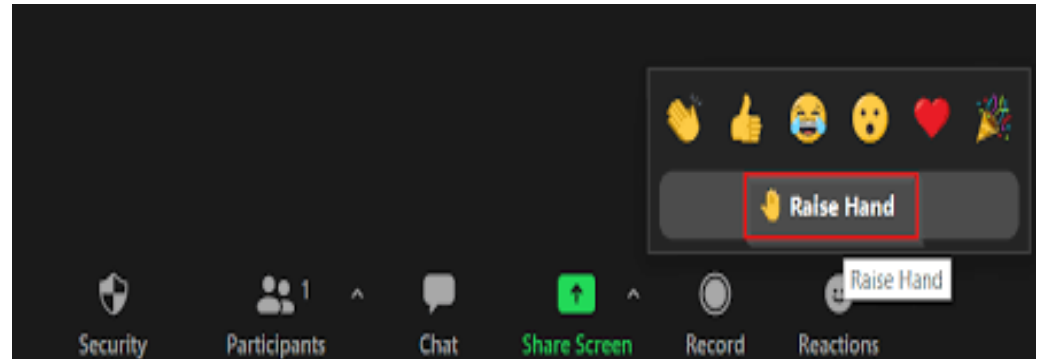 Raise Hand
Raise Hand
1
Security Participants Chat Share Screen Record Reactions